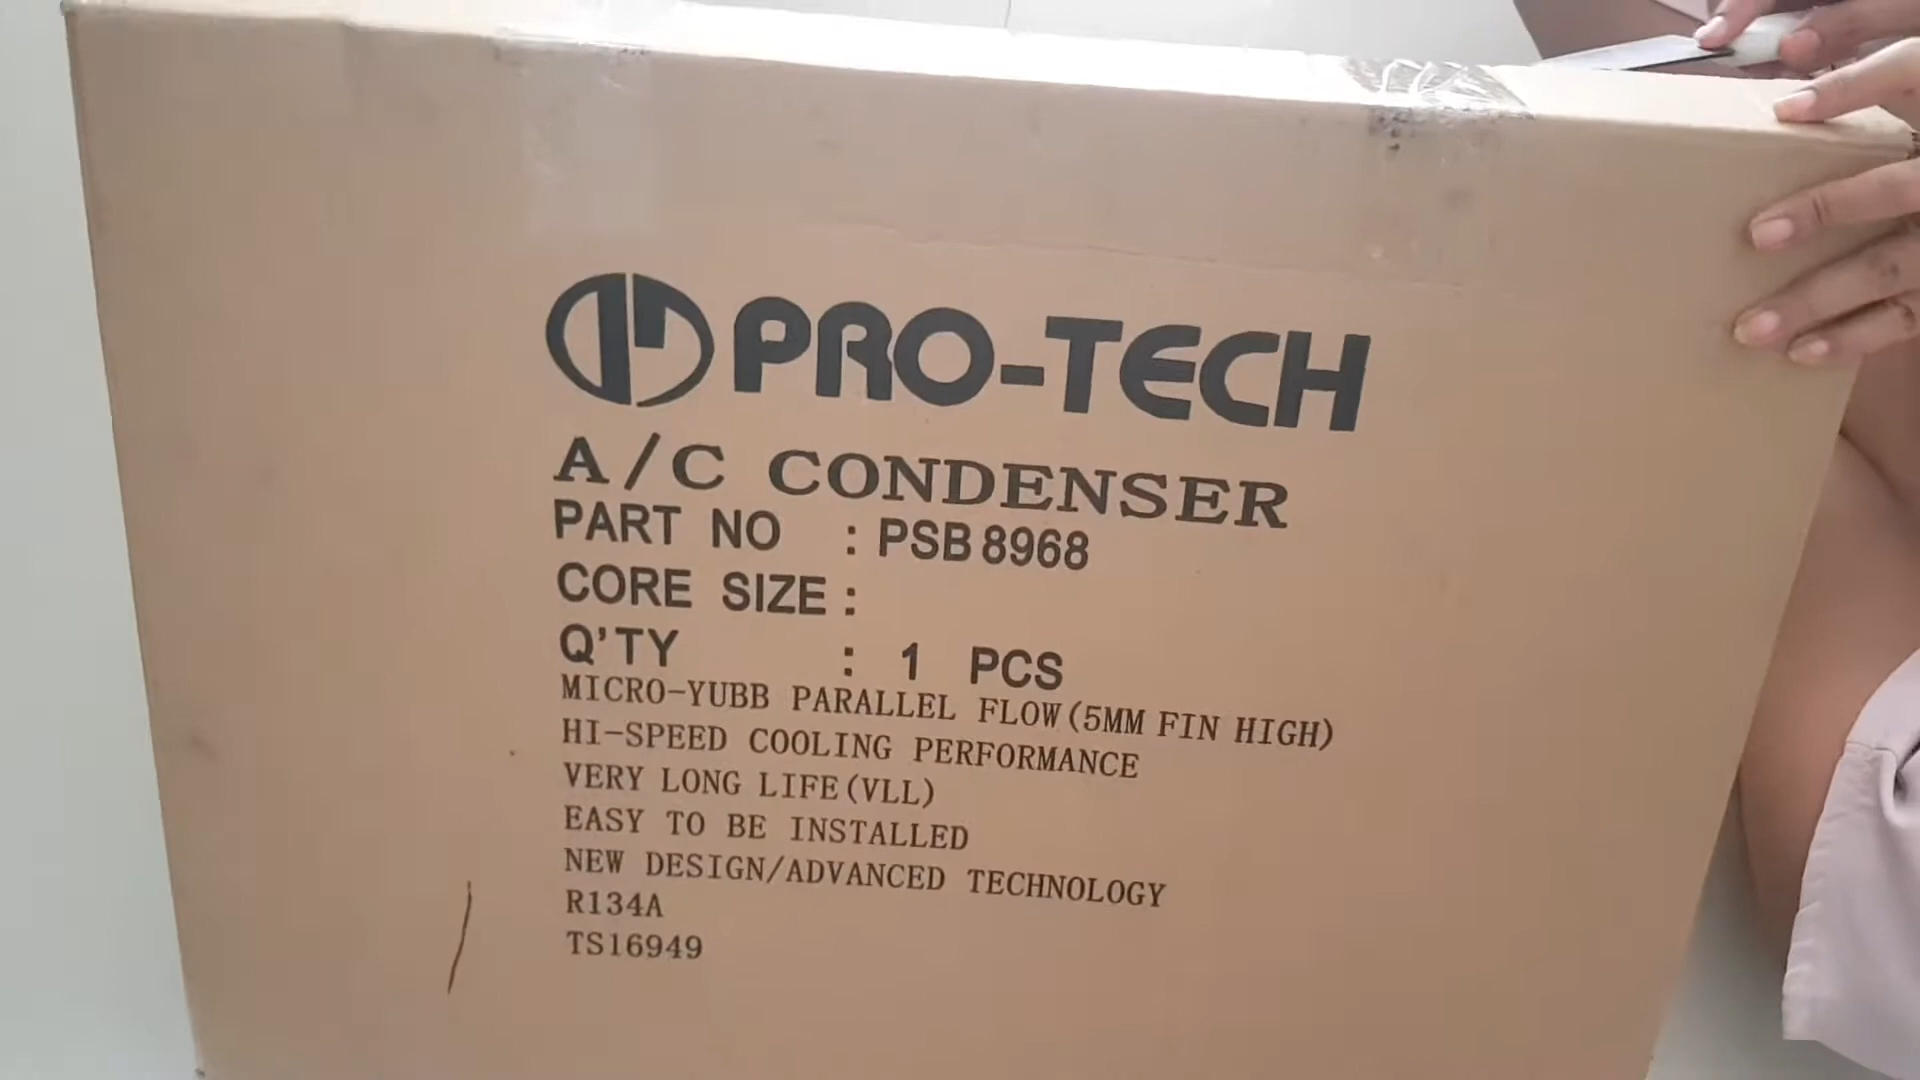 PRO-TECH
A/C CONDENSER
PART NO : PSB 8968
CORE SIZE :
Q'TY : 1 PCS
MICRO-YUBB PARALLEL FLOW(5MM FIN HIGH)
HI-SPEED COOLING PERFORMANCE
VERY LONG LIFE(VLL)
EASY TO BE INSTALLED
NEW DESIGN/ADVANCED TECHNOLOGY
R134A
TS16949